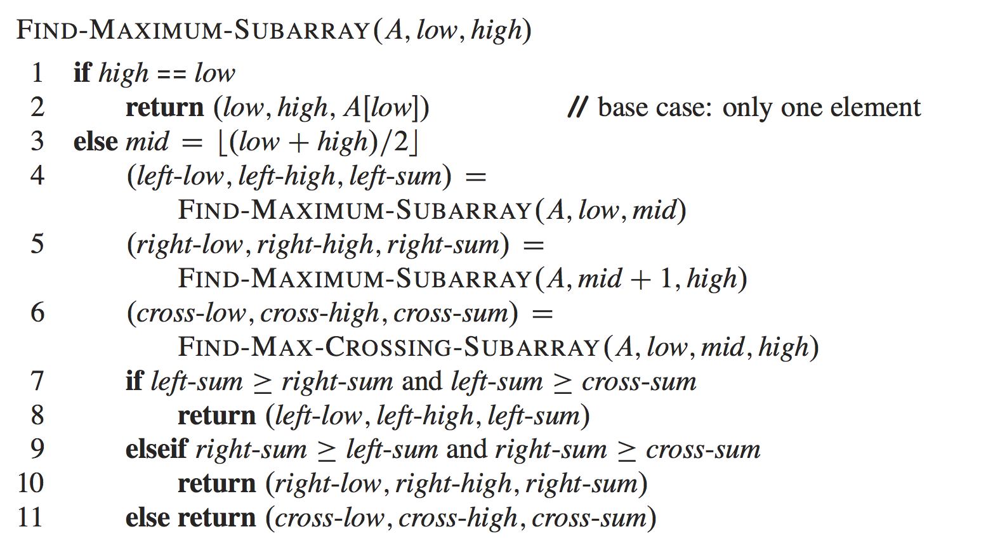 FIND-MAXIMUM-SUBARRAY(A, low, high)
1 if high == low
2 return (low, high, A[low]) // base case: only one element
3 else mid = ⌊(low + high)/2⌋
4 (left-low, left-high, left-sum) =
FIND-MAXIMUM-SUBARRAY(A, low, mid)
5 (right-low, right-high, right-sum) =
FIND-MAXIMUM-SUBARRAY(A, mid + 1, high)
6 (cross-low, cross-high, cross-sum) =
FIND-MAX-CROSSING-SUBARRAY(A, low, mid, high)
7 if left-sum ≥ right-sum and left-sum ≥ cross-sum
8 return (left-low, left-high, left-sum)
9 elseif right-sum ≥ left-sum and right-sum ≥ cross-sum
10 return (right-low, right-high, right-sum)
11 else return (cross-low, cross-high, cross-sum)